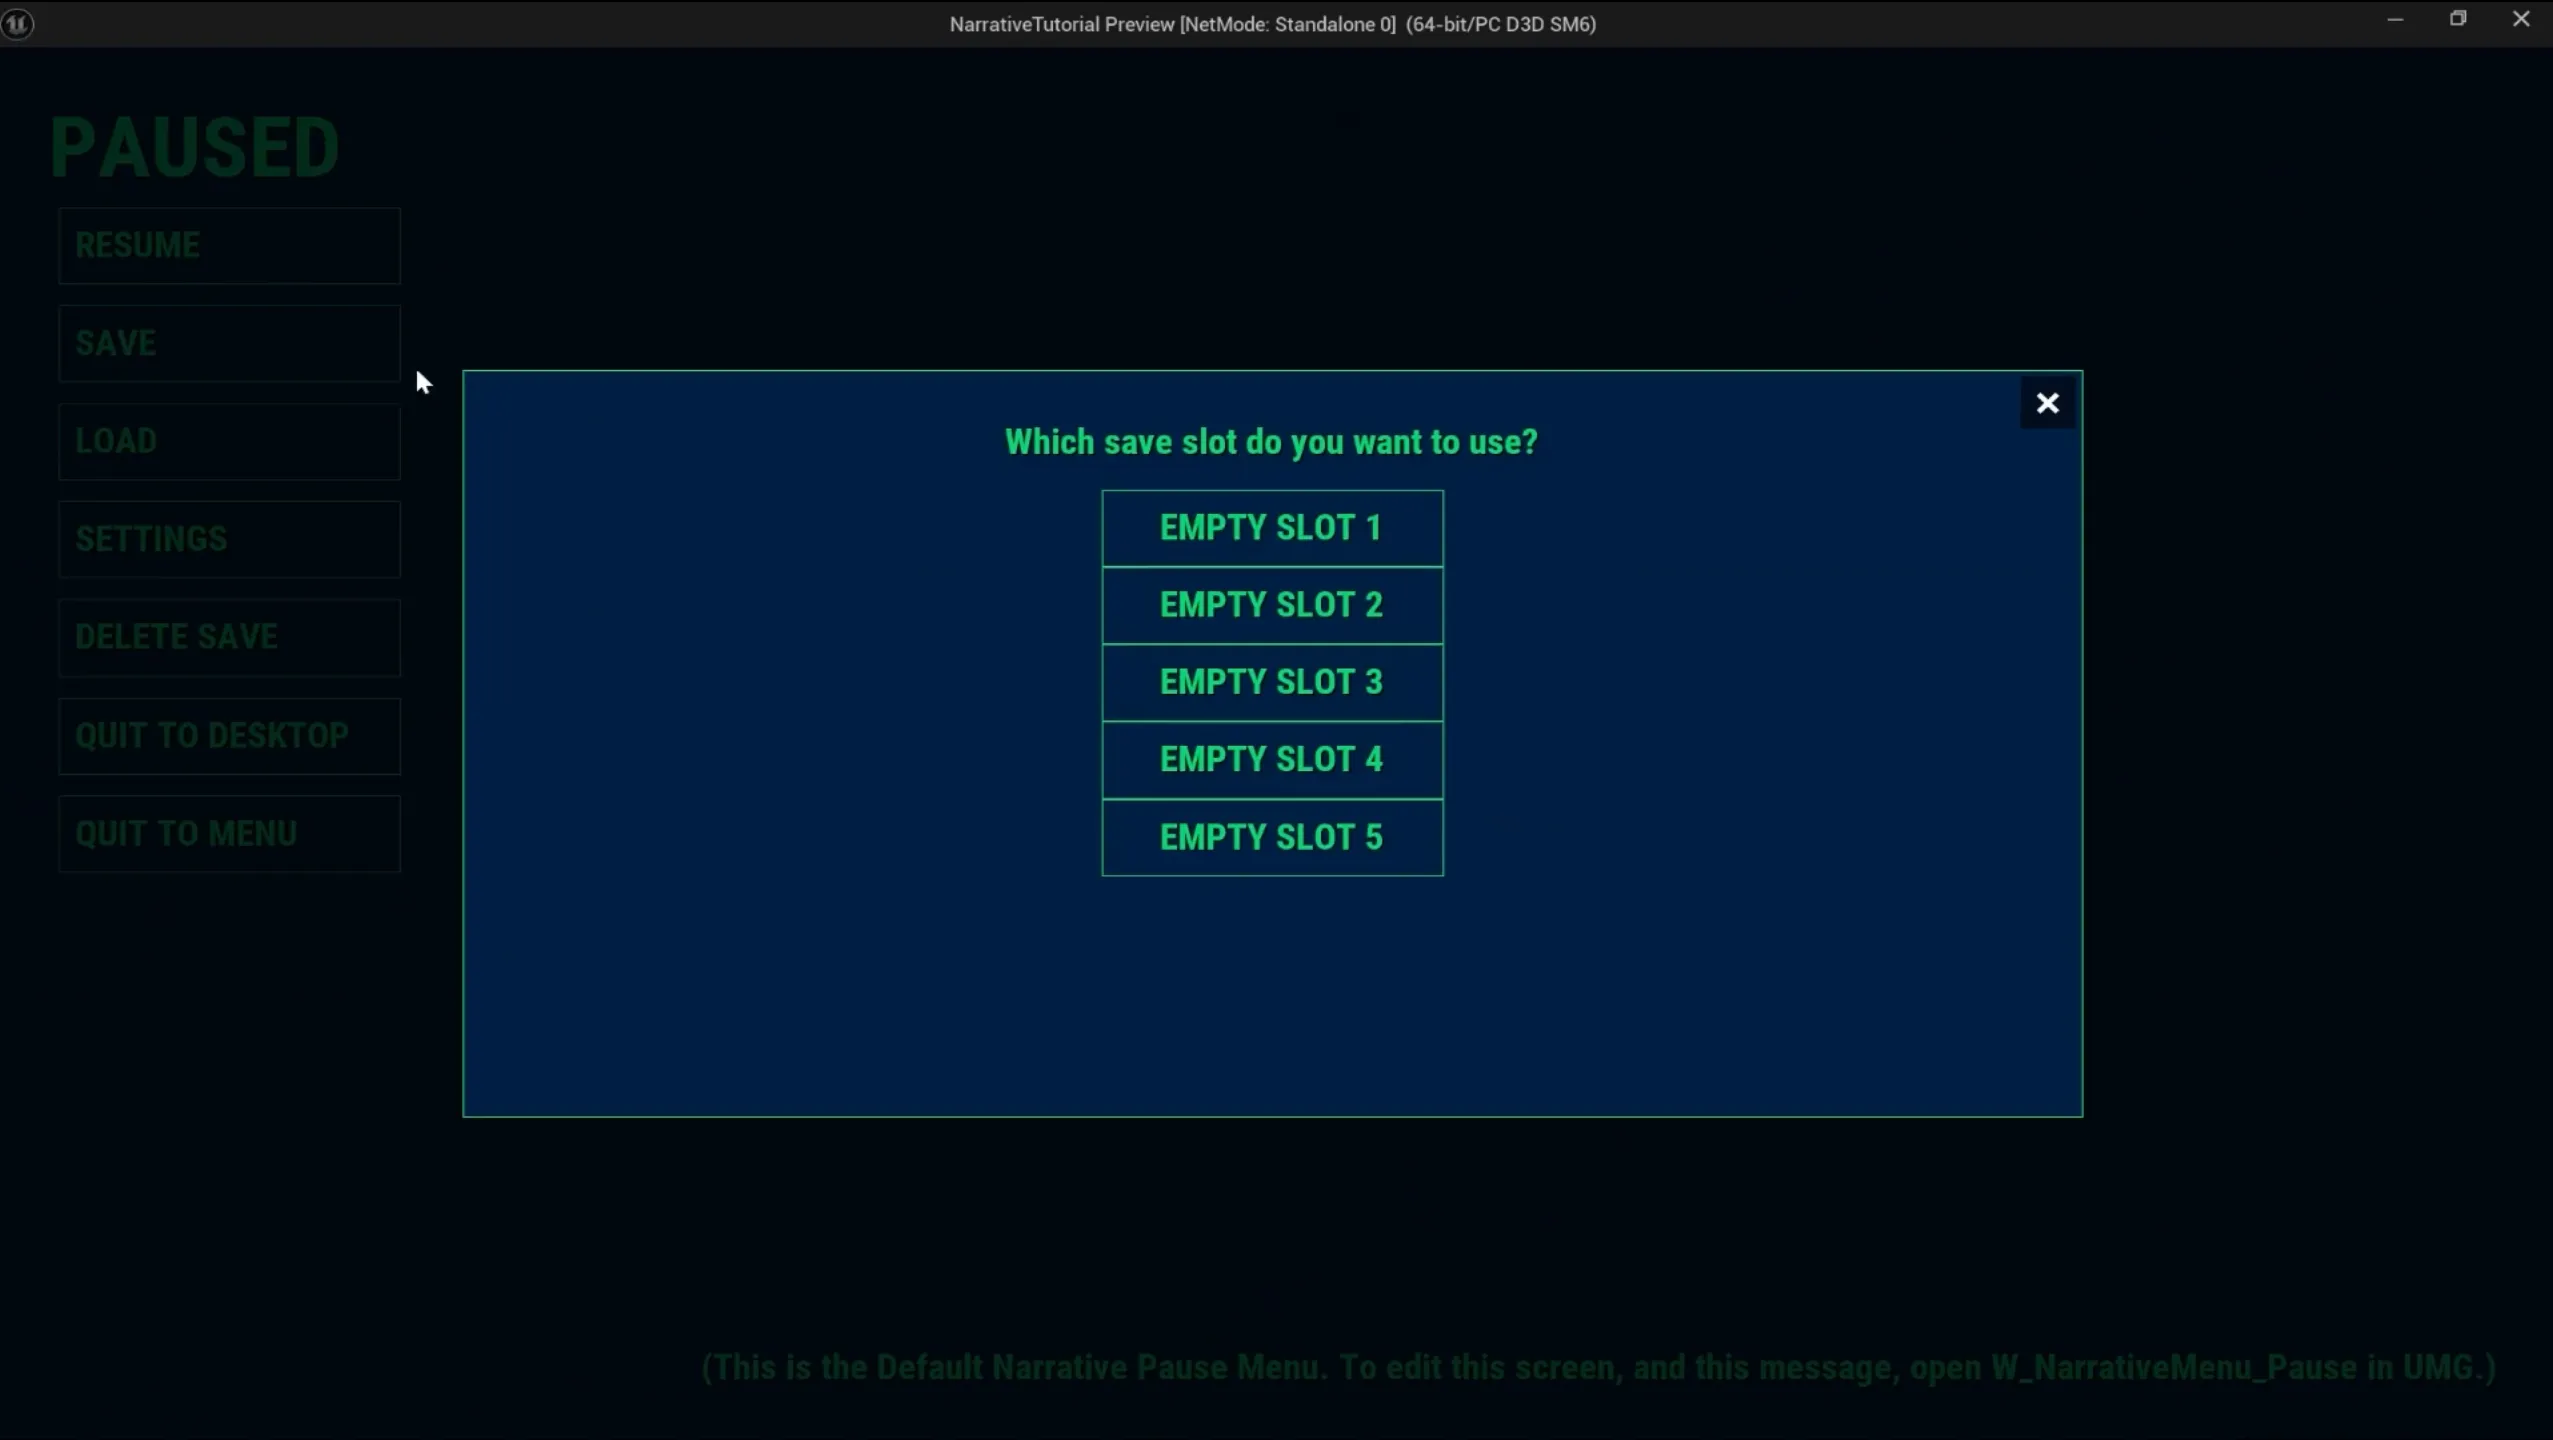 NarrativeTutorial Preview [NetMode: Standalone 0] (64-bit/PC D3D SM6)
PAUSED
RESUME
SAVE
LOAD
SETTINGS
DELETE SAVE
QUIT TO DESKTOP
QUIT TO MENU
Which save slot do you want to use?
EMPTY SLOT 1
EMPTY SLOT 2
EMPTY SLOT 3
EMPTY SLOT 4
EMPTY SLOT 5
(This is the Default Narrative Pause Menu. To edit this screen, and this message, open W_NarrativeMenu_Pause in UMG.)